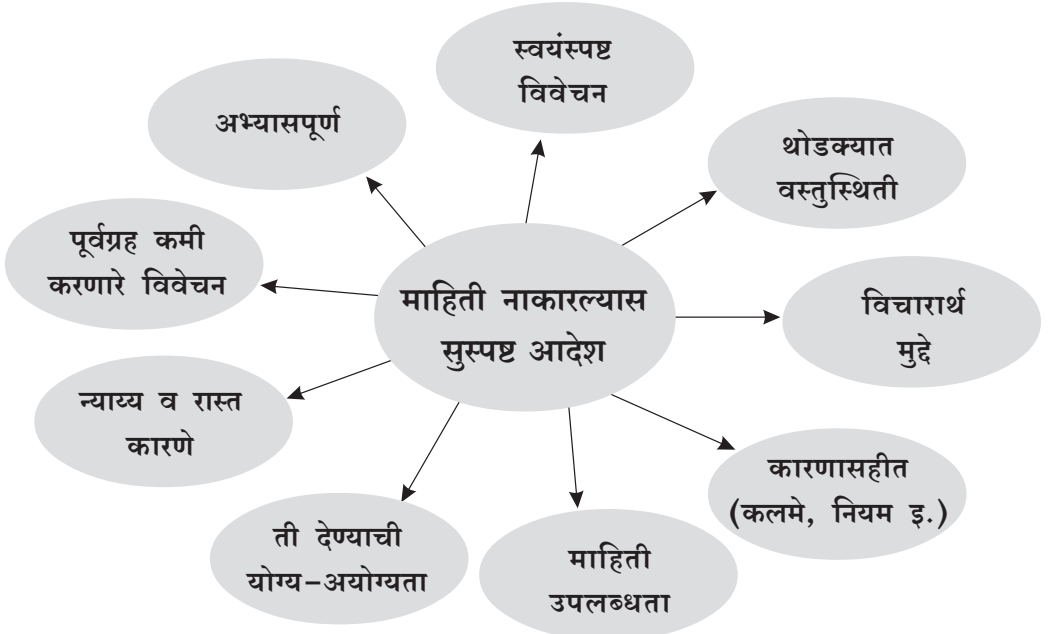 स्वयंस्पष्ट
विवेचन
अभ्यासपूर्ण
थोडक्यात
वस्तुस्थिती
पूर्वग्रह कमी
करणारे विवेचन
माहिती नाकारल्यास
सुस्पष्ट आदेश
विचारार्थ
मुद्दे
न्याय्य व रास्त
कारणे
कारणासहीत
(कलमे, नियम इ.)
ती देण्याची
योग्य-अयोग्यता
माहिती
उपलब्धता